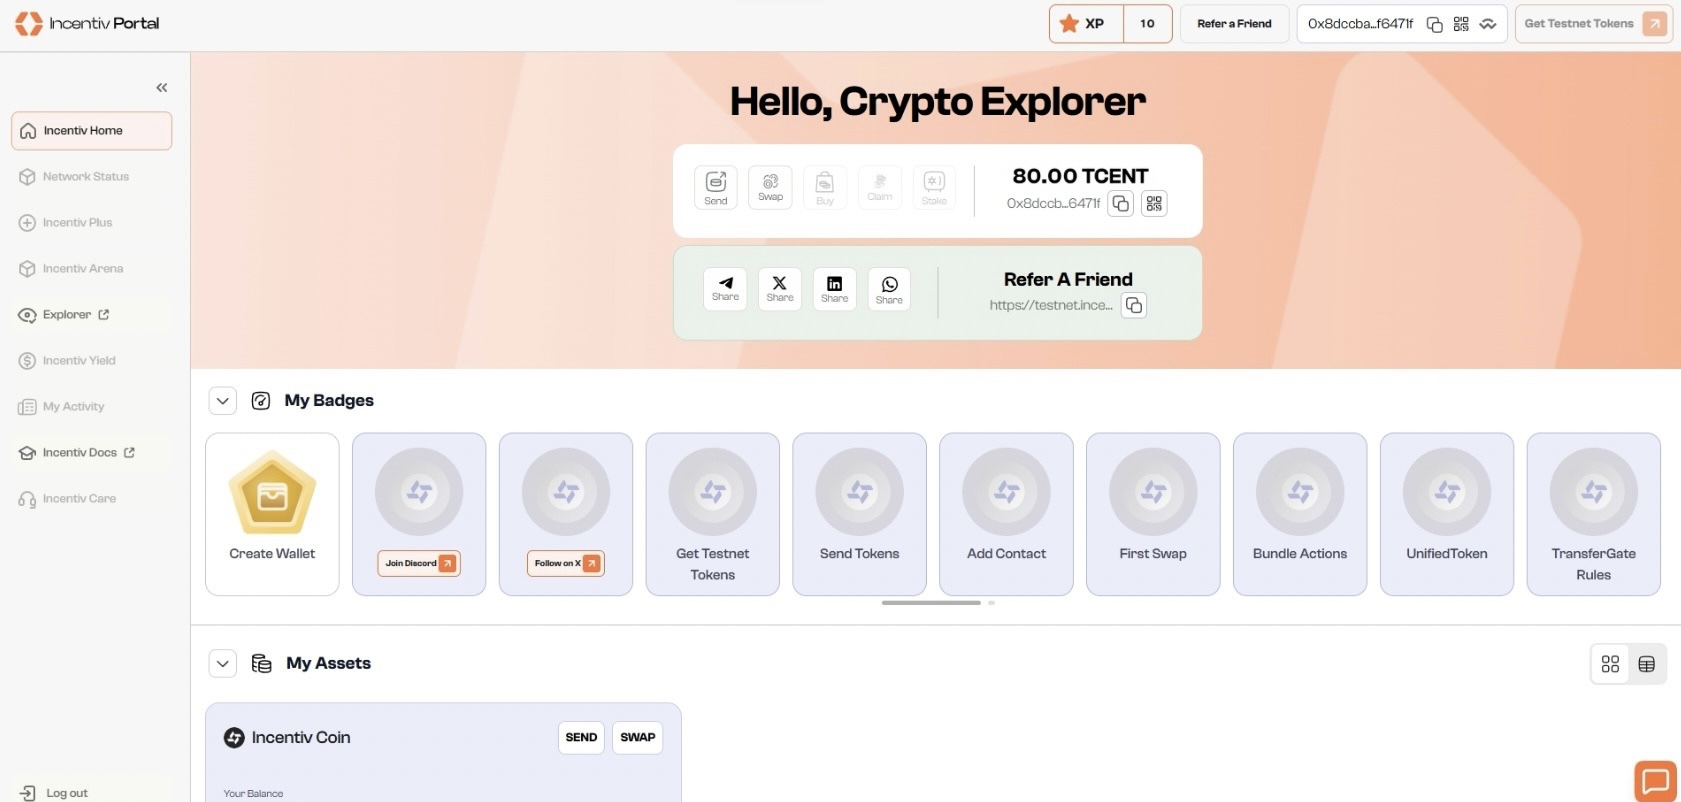 Incentiv Portal
XP
10
Refer a Friend
0x8dccba...f6471f
Get Testnet Tokens
Incentiv Home
Network Status
Incentiv Plus
Incentiv Arena
Explorer
Incentiv Yield
My Activity
Incentiv Docs
Incentiv Care
Log out
Hello, Crypto Explorer
Send
Swap
Buy
Claim
Stake
80.00 TCENT
0x8dccb...6471f
Share
Share
Share
Share
Refer A Friend
https://testnet.ince...
My Badges
Create Wallet
Join Discord
Follow on X
Get Testnet
Tokens
Send Tokens
Add Contact
First Swap
Bundle Actions
UnifiedToken
TransferGate
Rules
My Assets
Incentiv Coin
SEND
SWAP
Your Balance